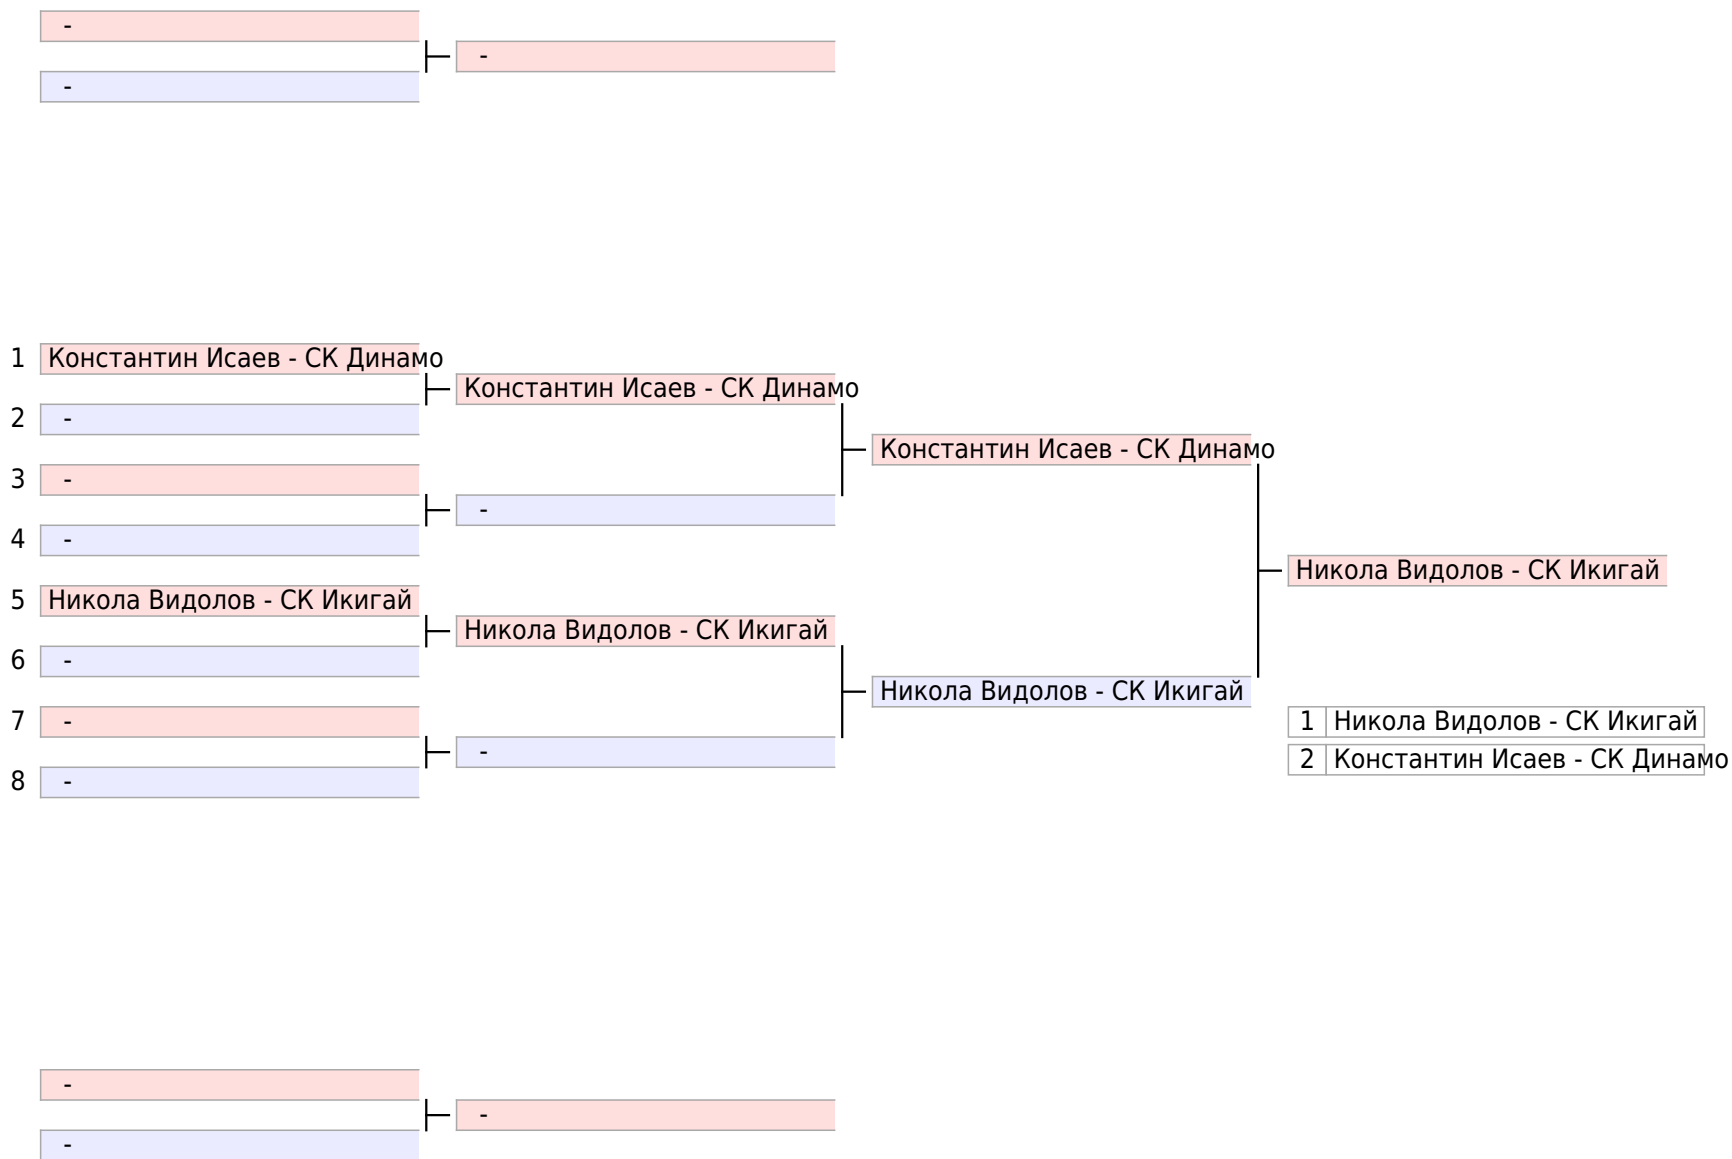 -
-
-
1 Константин Исаев - СК Динамо
Константин Исаев - СК Динамо
2 -
Константин Исаев - СК Динамо
3 -
-
4 -
Никола Видолов - СК Икигай
5 Никола Видолов - СК Икигай
Никола Видолов - СК Икигай
6 -
Никола Видолов - СК Икигай
7 -
1 Никола Видолов - СК Икигай
-
2 Константин Исаев - СК Динамо
8 -
-
-
-